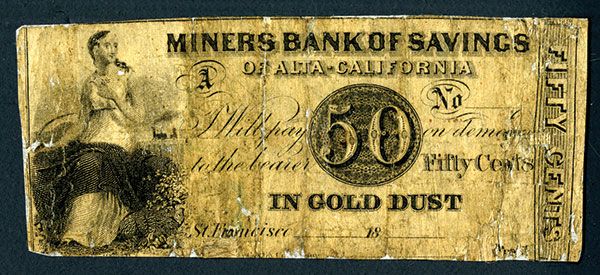 MINERS BANK OF SAVINGS
OF ALTA-CALIFORNIA
A
No
I Will pay 50 on demand
to the bearer Fifty Cents
IN GOLD DUST
St. Francisco 18
FIFTY CENTS